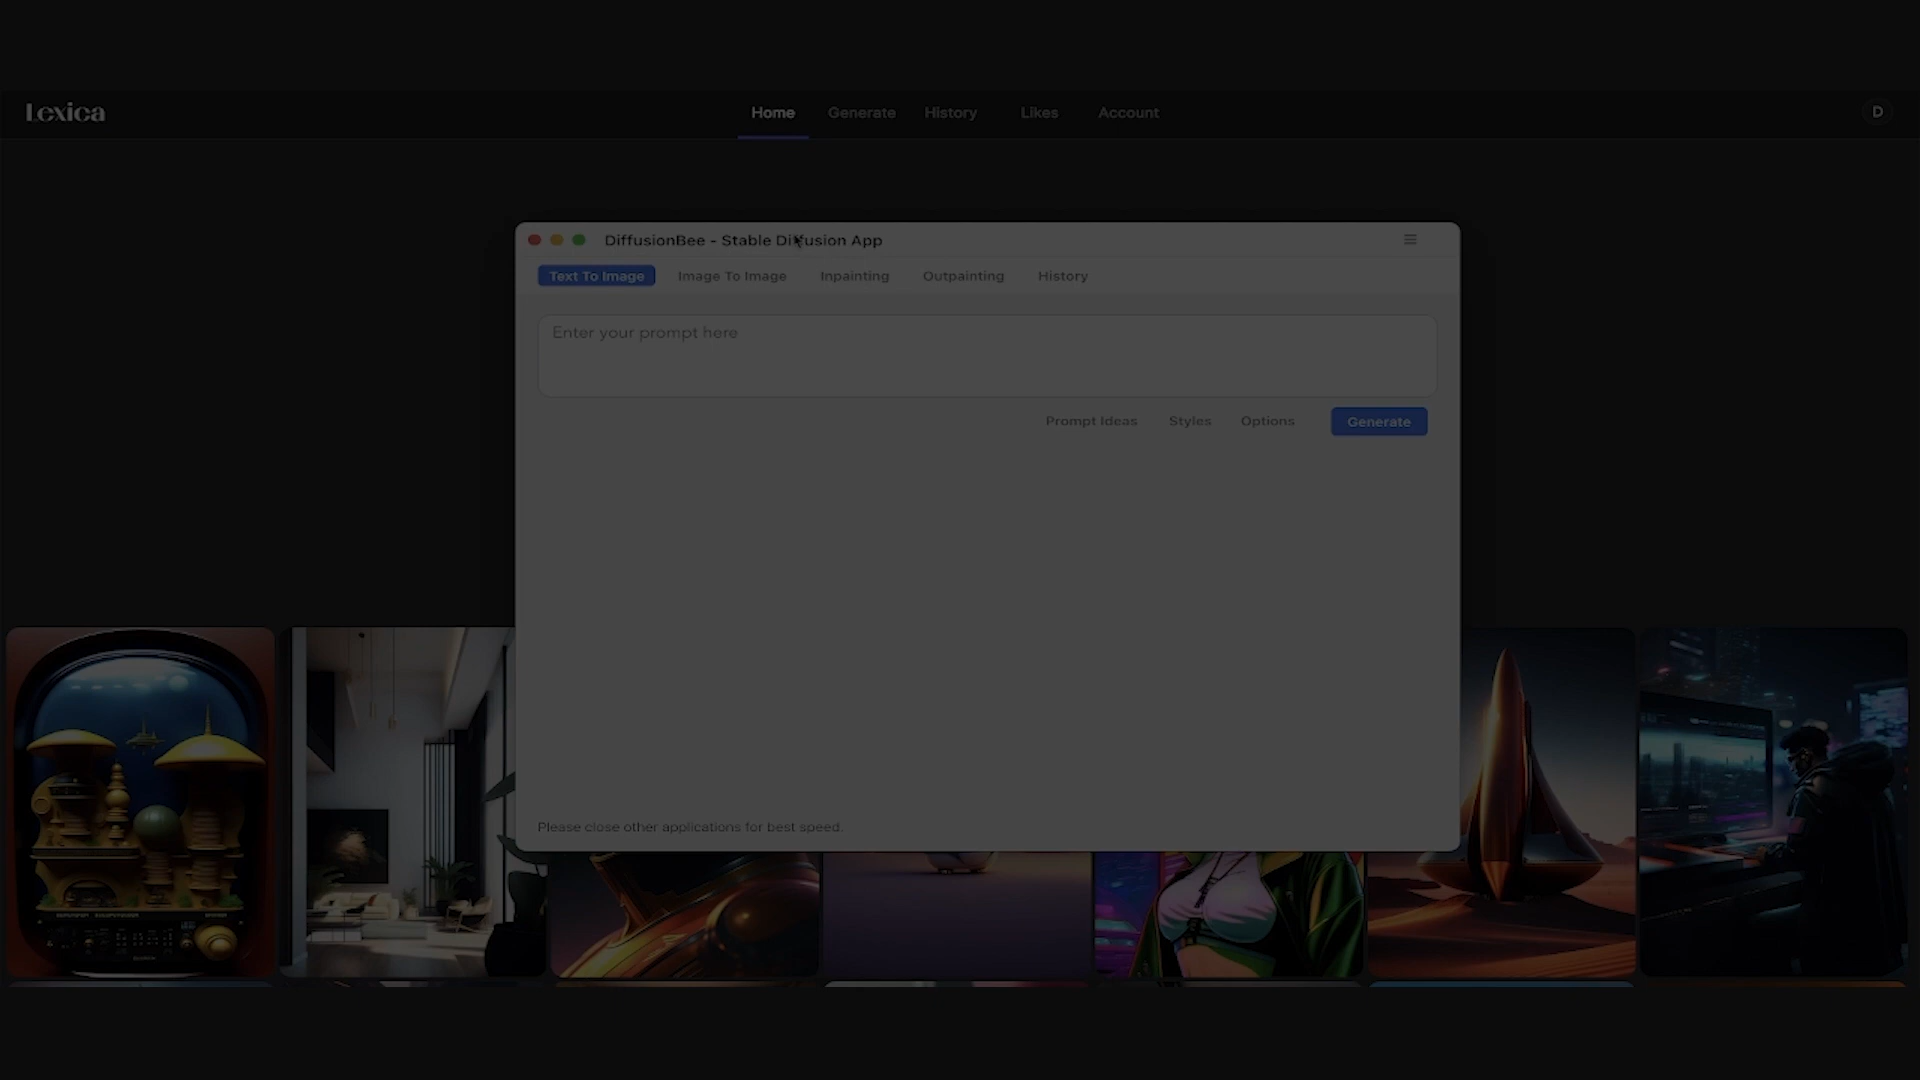 Lexica
Home Generate History Likes Account D
DiffusionBee - Stable Diffusion App
Text To Image Image To Image Inpainting Outpainting History
Enter your prompt here
Prompt Ideas Styles Options Generate
Please close other applications for best speed.